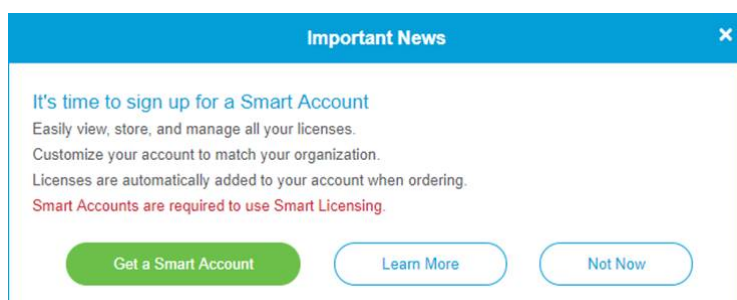 Important News
It's time to sign up for a Smart Account
Easily view, store, and manage all your licenses.
Customize your account to match your organization.
Licenses are automatically added to your account when ordering.
Smart Accounts are required to use Smart Licensing.
Get a Smart Account
Learn More
Not Now